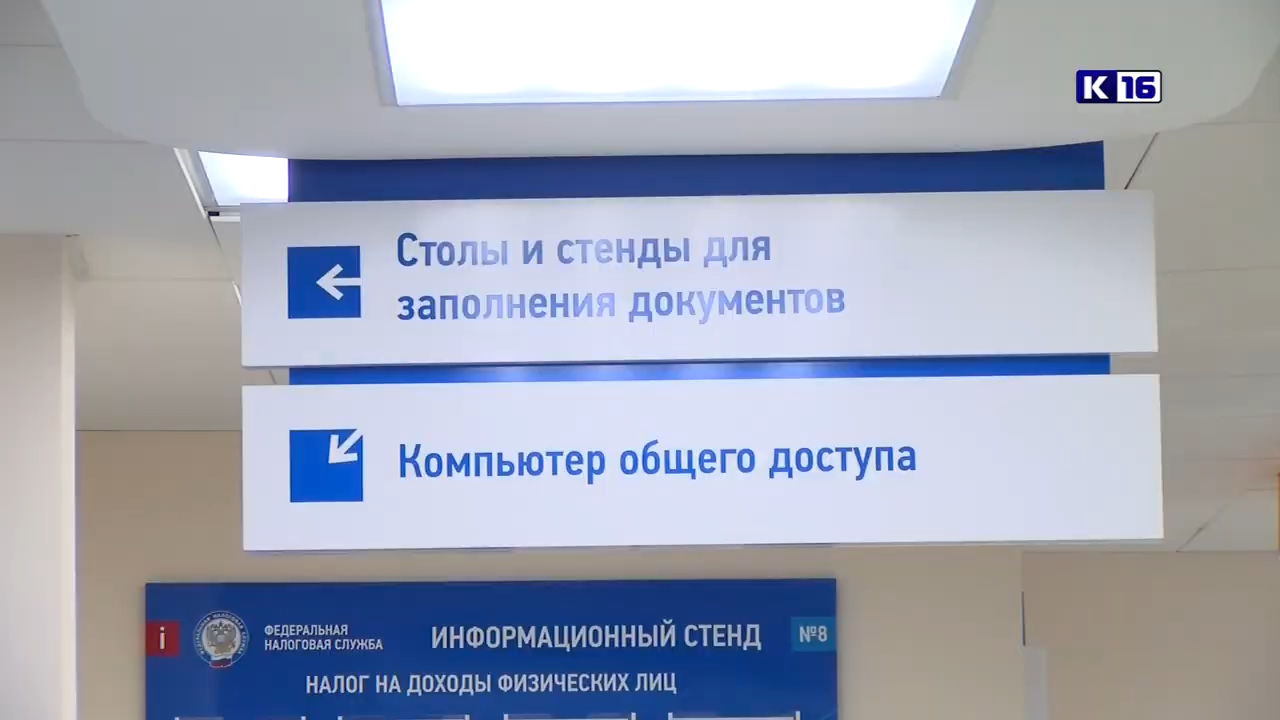 К 16
Столы и стенды для
заполнения документов
Компьютер общего доступа
i
ФЕДЕРАЛЬНАЯ
НАЛОГОВАЯ СЛУЖБА
ИНФОРМАЦИОННЫЙ СТЕНД
№8
НАЛОГ НА ДОХОДЫ ФИЗИЧЕСКИХ ЛИЦ